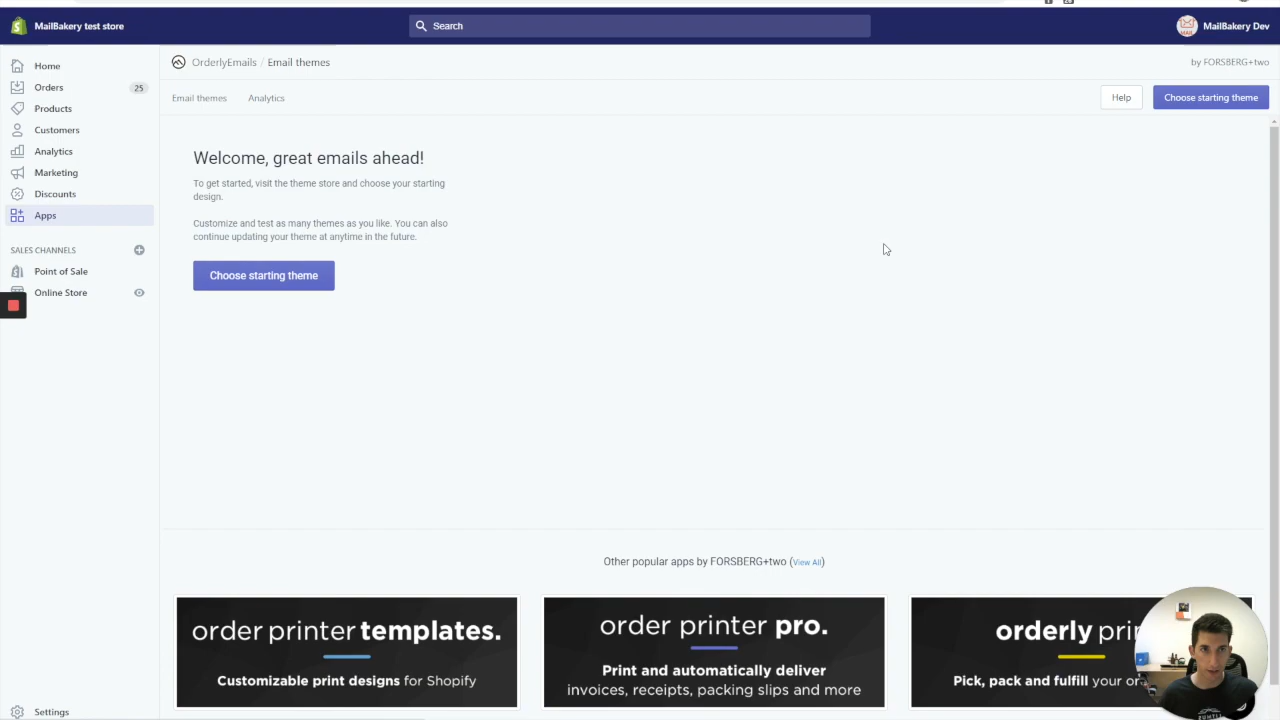 MailBakery test store
Search
MailBakery Dev
Home
Orders 25
Products
Customers
Analytics
Marketing
Discounts
Apps
SALES CHANNELS
Point of Sale
Online Store
Settings
OrderlyEmails / Email themes
by FORSBERG+two
Email themes Analytics
Help
Choose starting theme
Welcome, great emails ahead!
To get started, visit the theme store and choose your starting
design.
Customize and test as many themes as you like. You can also
continue updating your theme at anytime in the future.
Choose starting theme
Other popular apps by FORSBERG+two (View All)
order printer templates.
Customizable print designs for Shopify
order printer pro.
Print and automatically deliver
invoices, receipts, packing slips and more
orderly
Pick, pack and fulfill your